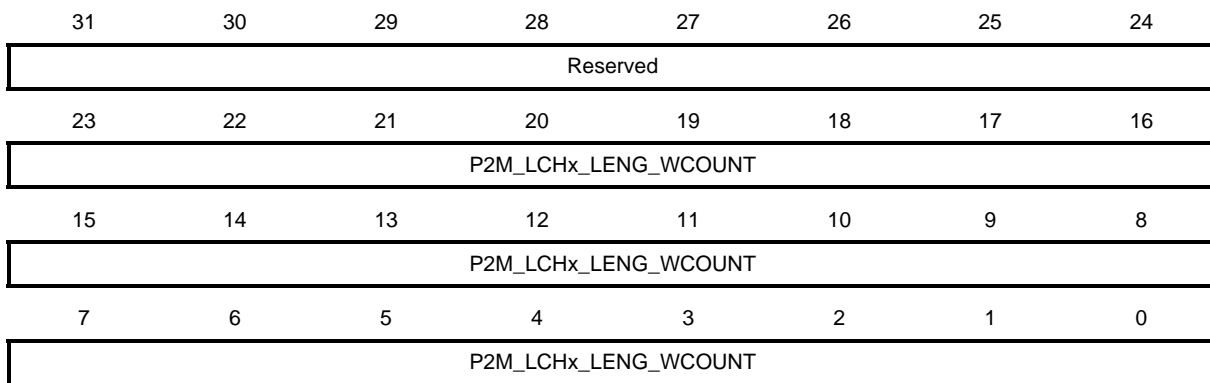 31 30 29 28 27 26 25 24
Reserved
23 22 21 20 19 18 17 16
P2M_LCHx_LENG_WCOUNT
15 14 13 12 11 10 9 8
P2M_LCHx_LENG_WCOUNT
7 6 5 4 3 2 1 0
P2M_LCHx_LENG_WCOUNT